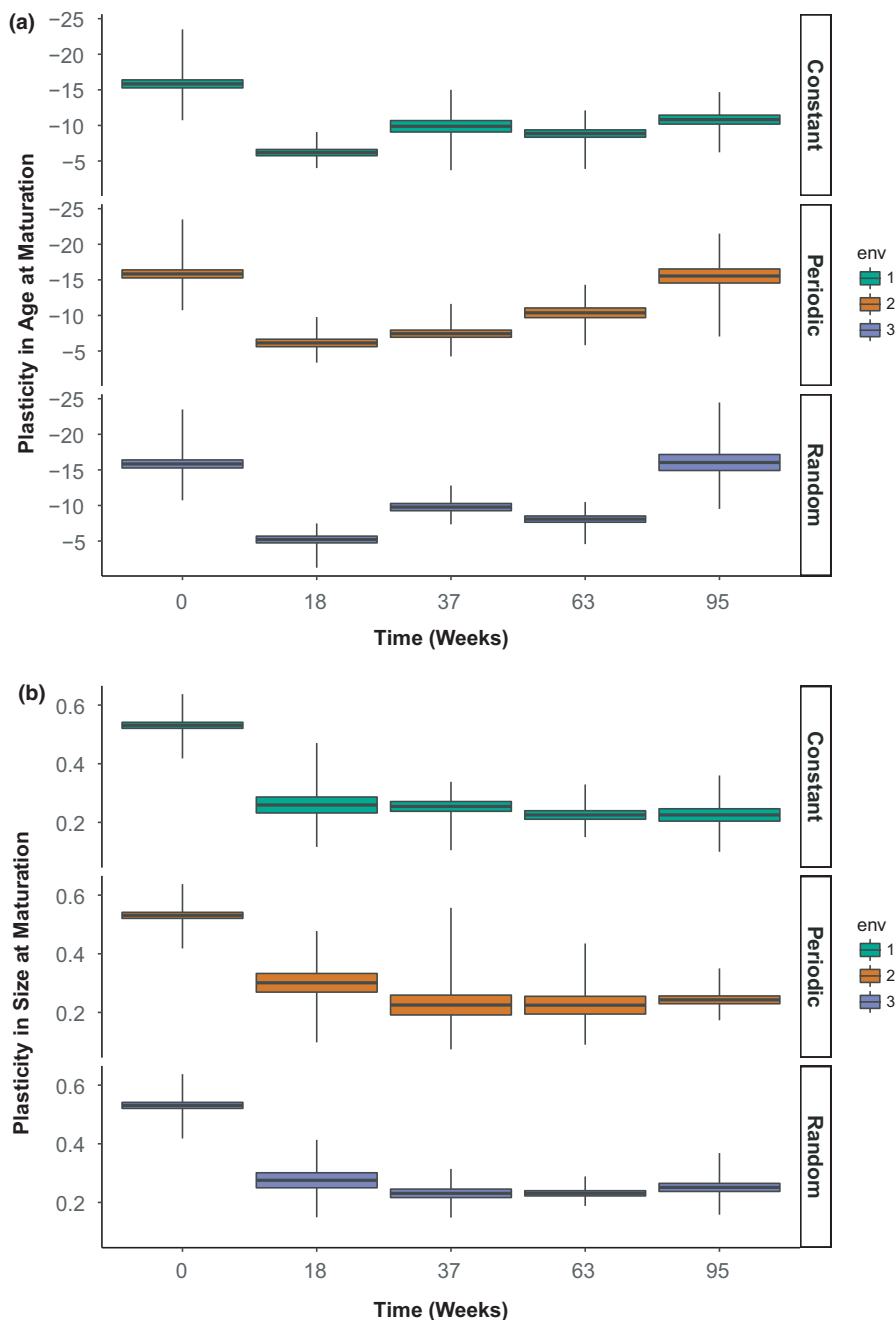 (a)
Plasticity in Age at Maturation
−25
−20
−15
−10
−5
Constant
−25
−20
−15
−10
−5
Periodic
−25
−20
−15
−10
−5
Random
0 18 37 63 95
Time (Weeks)
env
1
2
3
(b)
Plasticity in Size at Maturation
0.6
0.4
0.2
Constant
0.6
0.4
0.2
Periodic
0.6
0.4
0.2
Random
0 18 37 63 95
Time (Weeks)
env
1
2
3